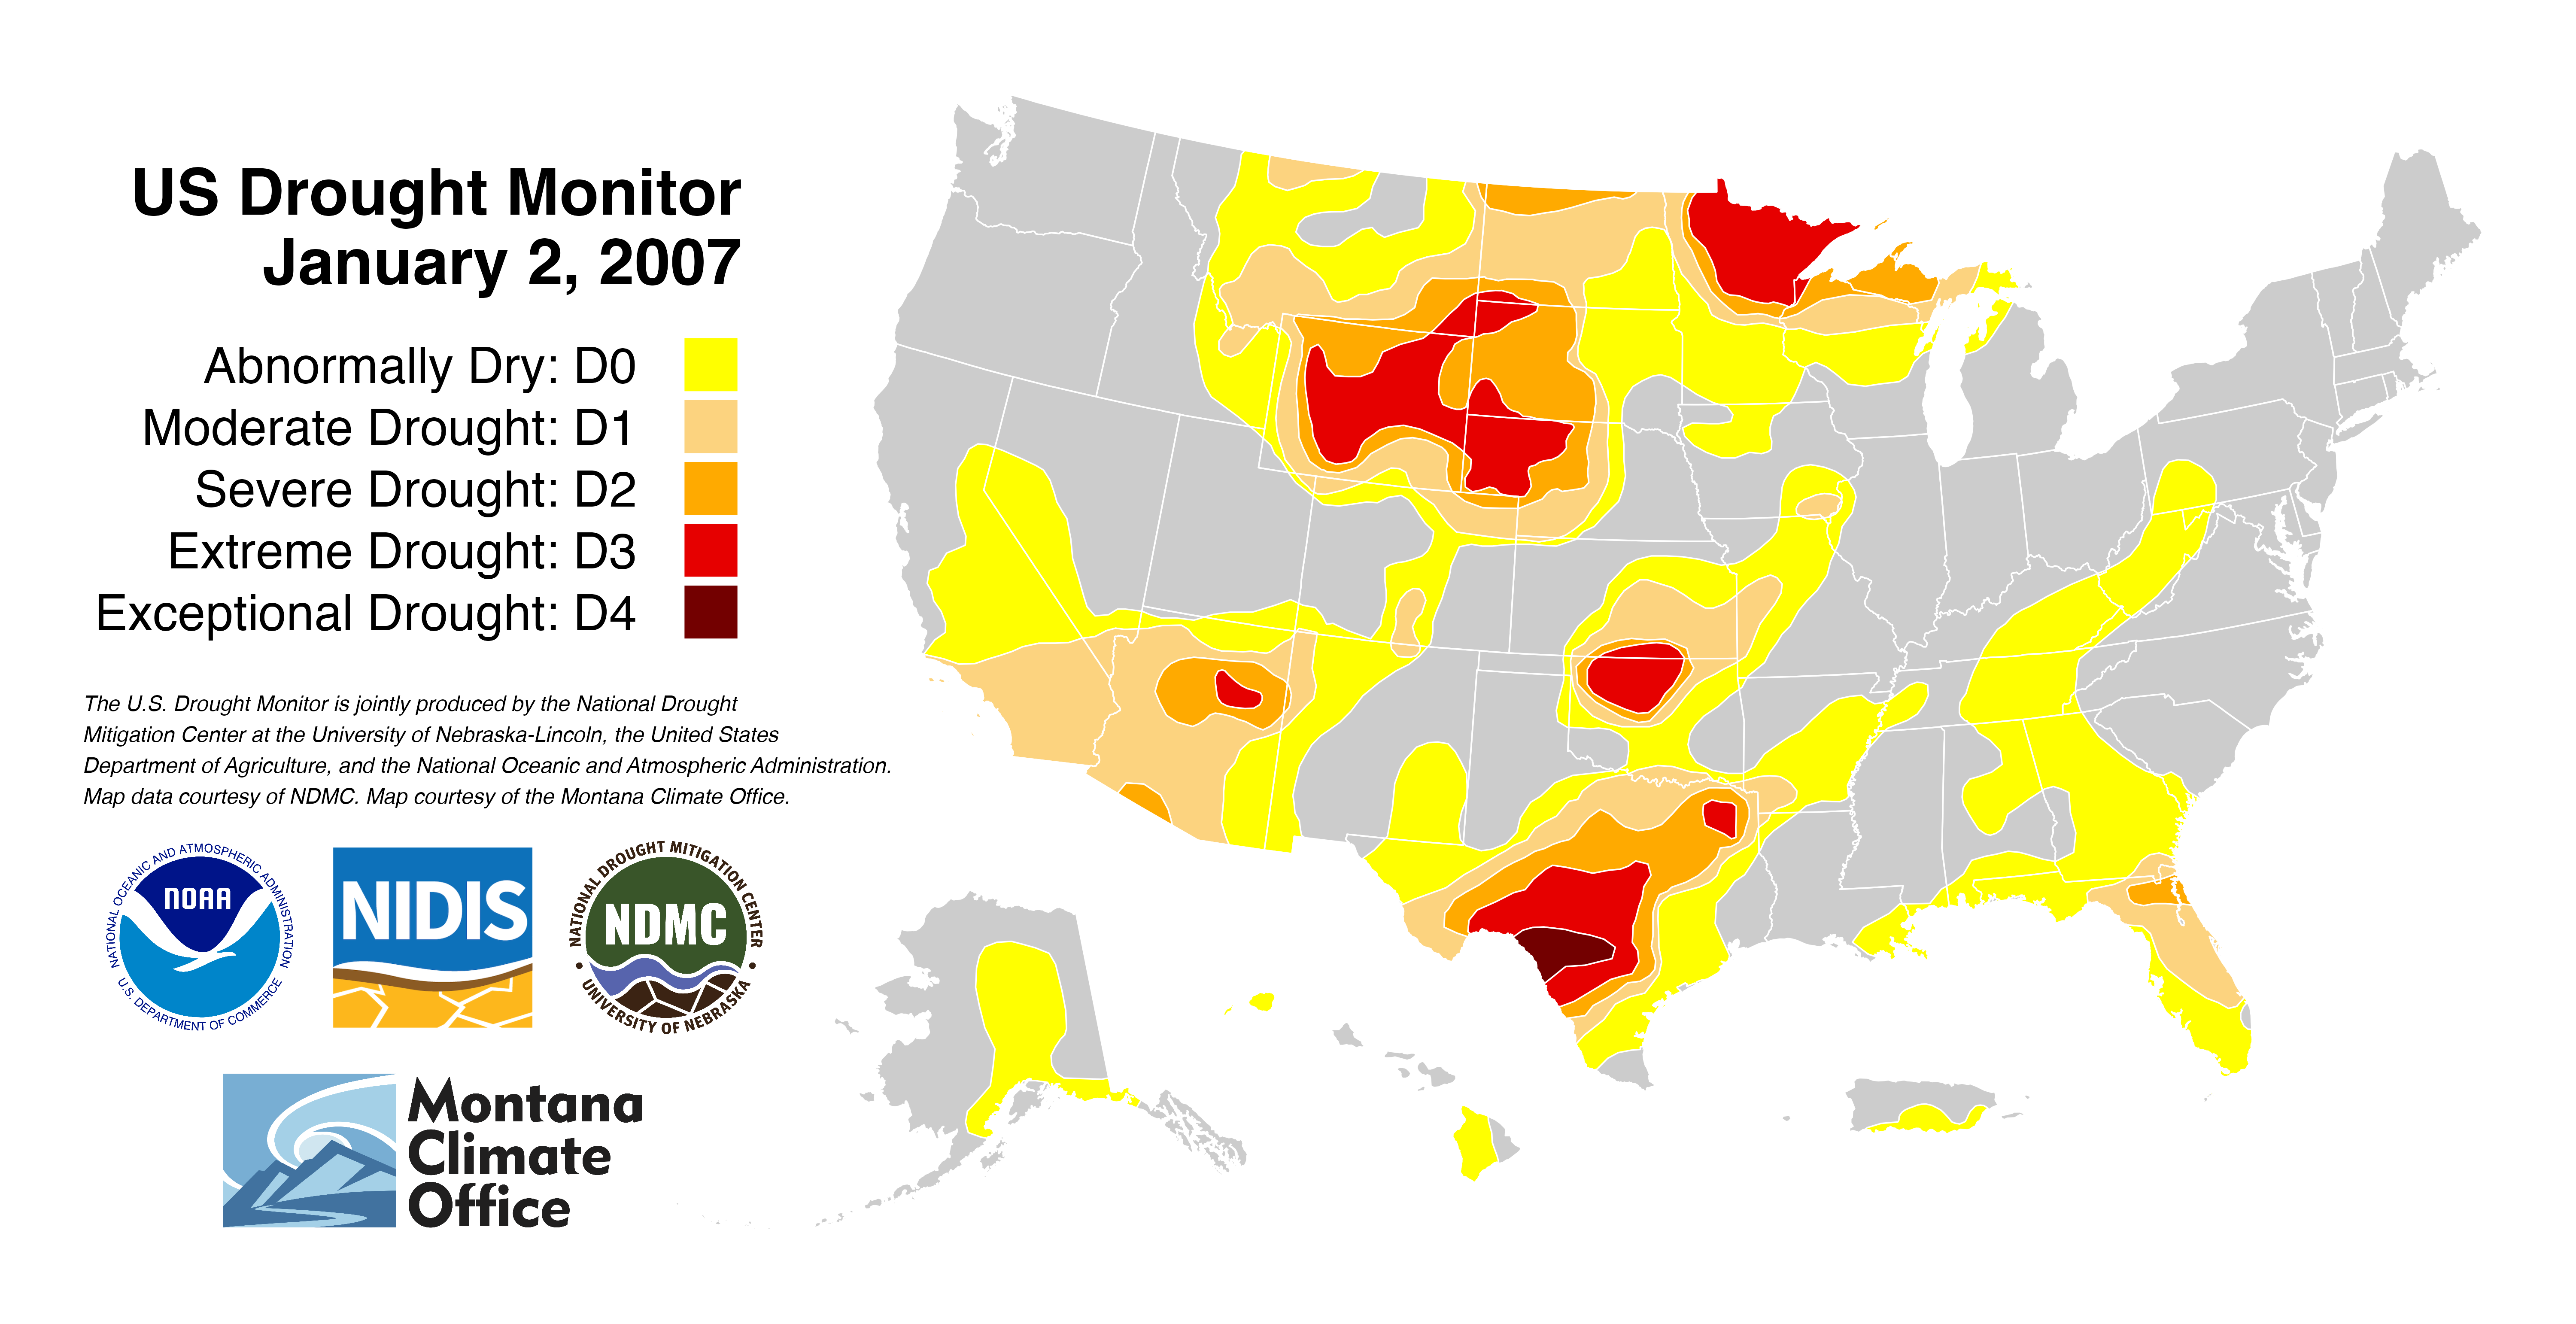 US Drought Monitor
January 2, 2007
Abnormally Dry: D0
Moderate Drought: D1
Severe Drought: D2
Extreme Drought: D3
Exceptional Drought: D4
The U.S. Drought Monitor is jointly produced by the National Drought
Mitigation Center at the University of Nebraska-Lincoln, the United States
Department of Agriculture, and the National Oceanic and Atmospheric Administration.
Map data courtesy of NDMC. Map courtesy of the Montana Climate Office.
NATIONAL OCEANIC AND ATMOSPHERIC ADMINISTRATION
NOAA
U.S. DEPARTMENT OF COMMERCE
NIDIS
NATIONAL DROUGHT MITIGATION CENTER
NDMC
UNIVERSITY OF NEBRASKA
Montana
Climate
Office